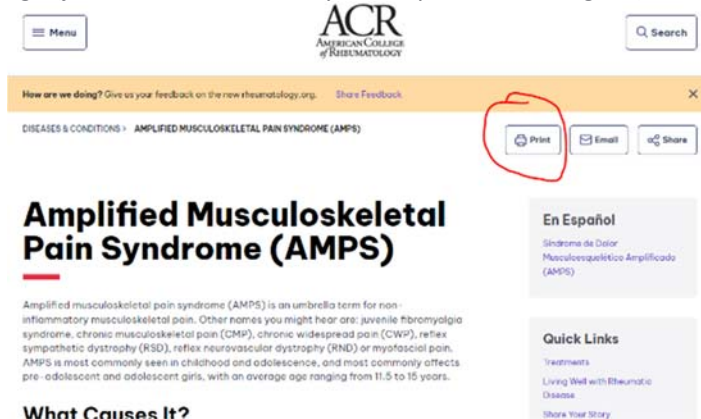 Menu
ACR
AMERICAN COLLEGE
of RHEUMATOLOGY
Search
How are we doing? Give us your feedback on the new rheumatology.org. Share Feedback
DISEASES & CONDITIONS > AMPLIFIED MUSCULOSKELETAL PAIN SYNDROME (AMPS)
Print
Email
Share
Amplified Musculoskeletal
Pain Syndrome (AMPS)
Amplified musculoskeletal pain syndrome (AMPS) is an umbrella term for non-
inflammatory musculoskeletal pain. Other names you might hear are: juvenile fibromyalgia
syndrome, chronic musculoskeletal pain (CMP), chronic widespread pain (CWP), reflex
sympathetic dystrophy (RSD), reflex neurovascular dystrophy (RND) or myofascial pain.
AMPS is most commonly seen in childhood and adolescence, and most commonly affects
pre-adolescent and adolescent girls, with an average age ranging from 11.5 to 15 years.
What Causes It?
En Español
Síndrome de Dolor
Musculoesquelético Amplificado
(AMPS)
Quick Links
Treatments
Living Well with Rheumatic
Disease
Share Your Story